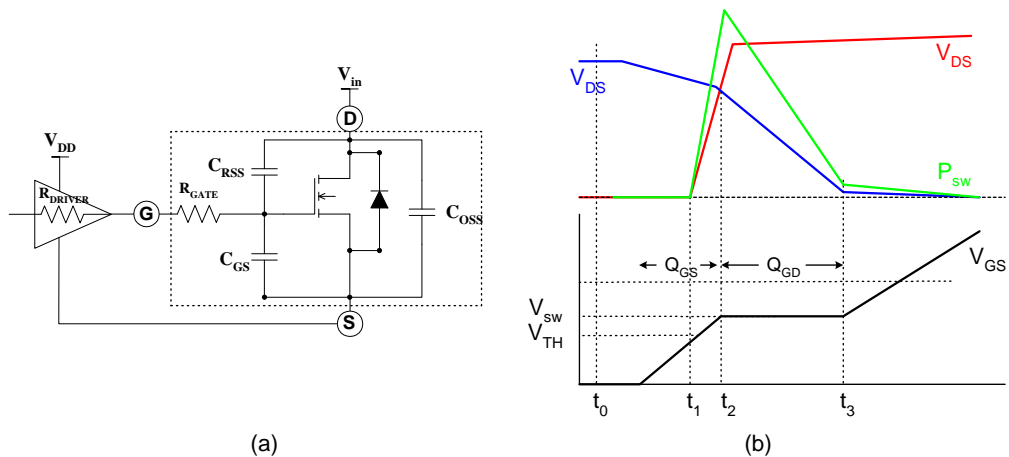 V_in
D
V_DD
R_DRIVER
G
R_GATE
C_RSS
C_GS
C_OSS
S
(a)
V_DS
V_DS
P_sw
Q_GS
Q_GD
V_GS
V_sw
V_TH
t_0
t_1
t_2
t_3
(b)